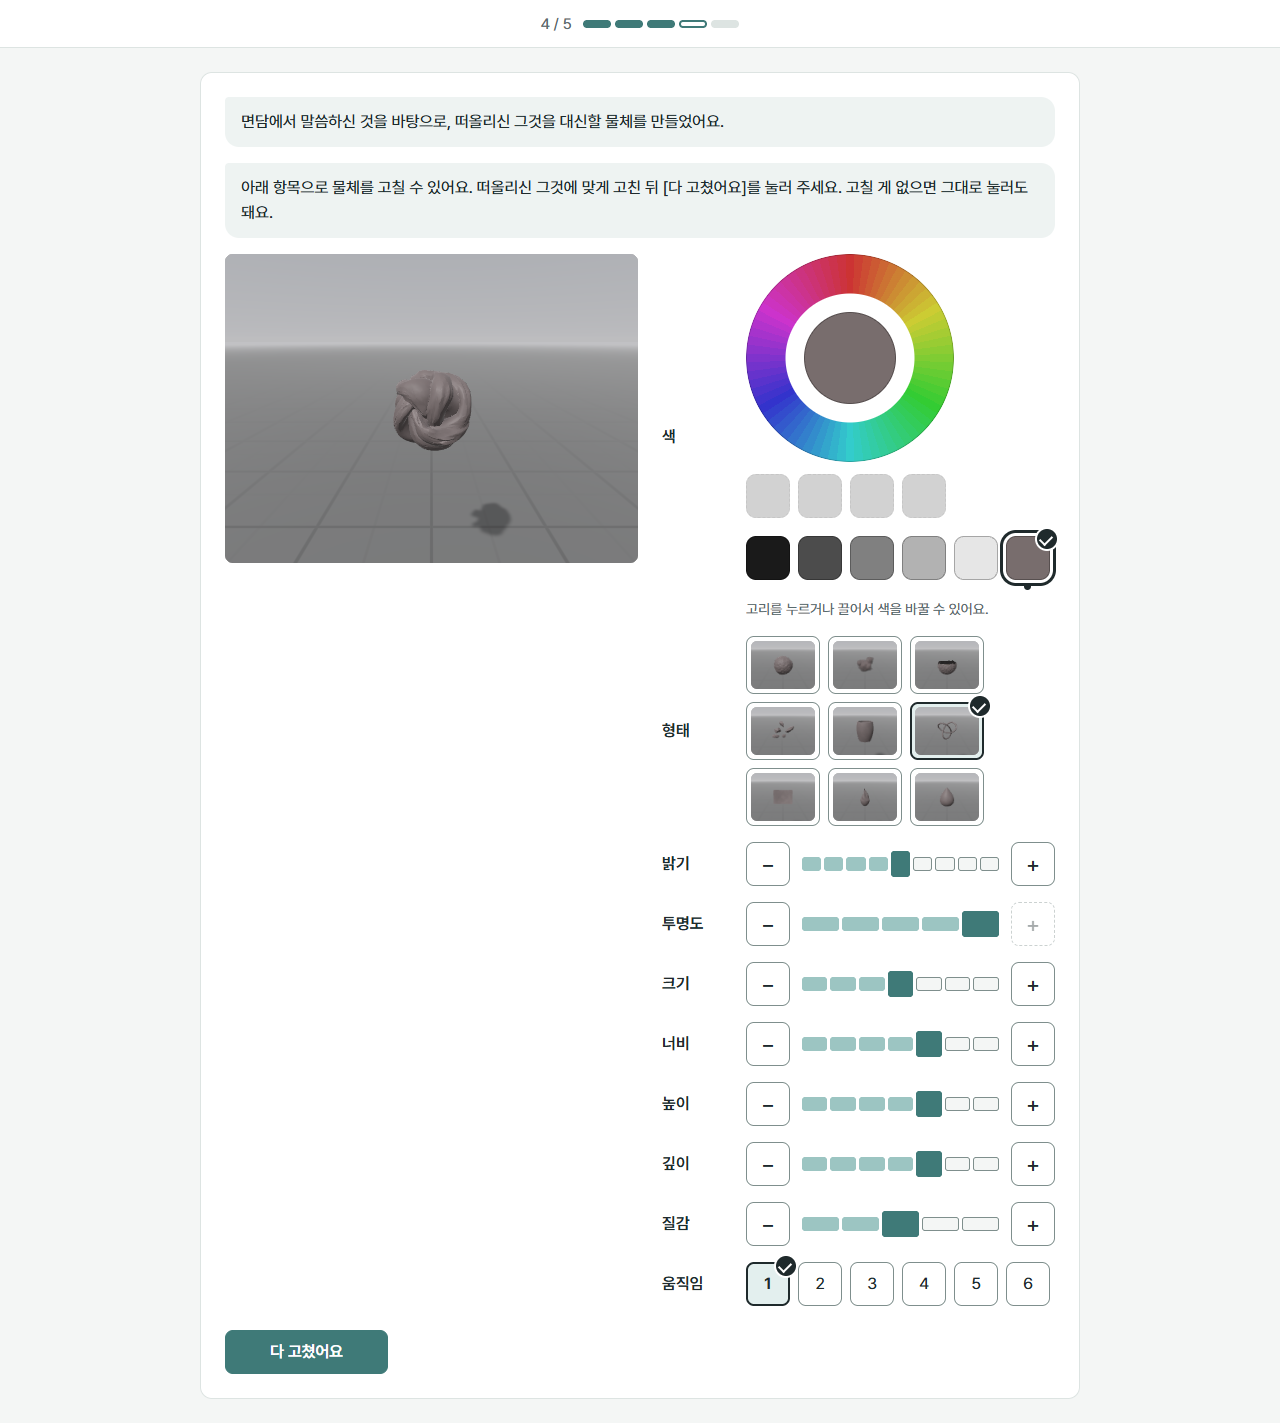 4 / 5
면담에서 말씀하신 것을 바탕으로, 떠올리신 그것을 대신할 물체를 만들었어요.
아래 항목으로 물체를 고칠 수 있어요. 떠올리신 그것에 맞게 고친 뒤 [다 고쳤어요]를 눌러 주세요. 고칠 게 없으면 그대로 눌러도
돼요.
색
고리를 누르거나 끌어서 색을 바꿀 수 있어요.
형태
밝기
− +
투명도
− +
크기
− +
너비
− +
높이
− +
깊이
− +
질감
− +
움직임
1 2 3 4 5 6
다 고쳤어요